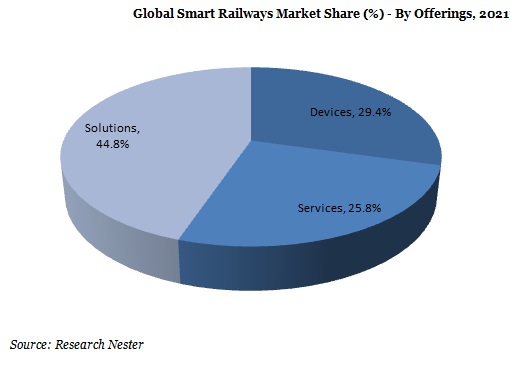 Global Smart Railways Market Share (%) - By Offerings, 2021
Devices, 29.4%
Solutions,
44.8%
Services, 25.8%
Source: Research Nester